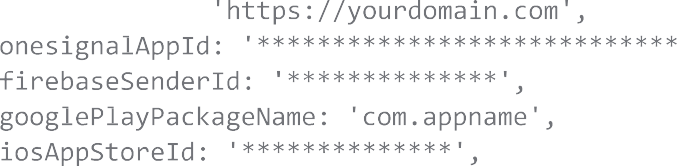 'https://yourdomain.com',
onesignalAppId: '****************************
firebaseSenderId: '**************',
googlePlayPackageName: 'com.appname',
iosAppStoreId: '**************',